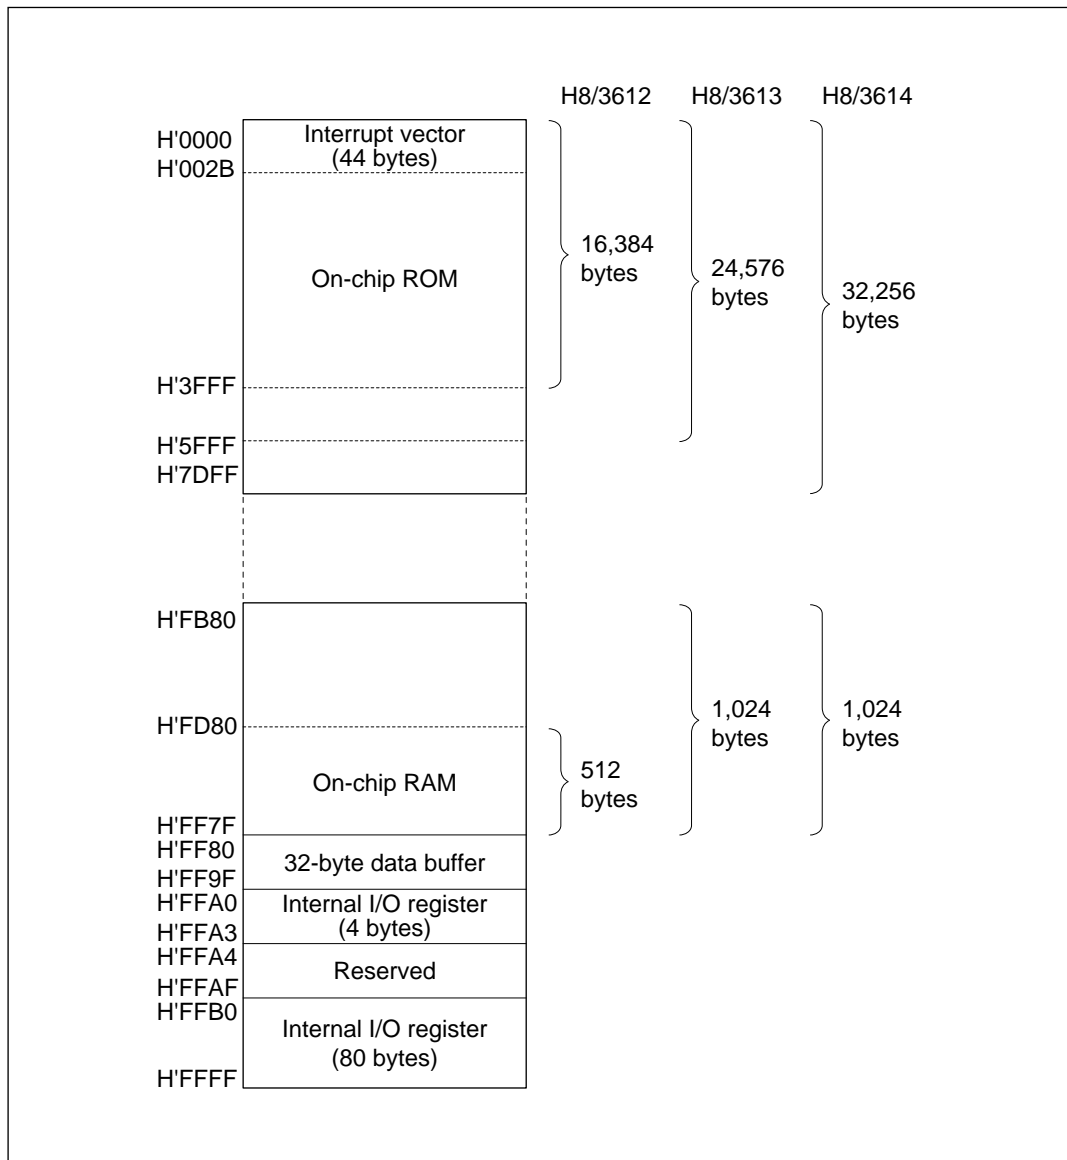 H8/3612 H8/3613 H8/3614
H'0000
Interrupt vector
(44 bytes)
H'002B
16,384
bytes
24,576
bytes
32,256
bytes
On-chip ROM
H'3FFF
H'5FFF
H'7DFF
H'FB80
1,024
bytes
1,024
bytes
H'FD80
512
bytes
On-chip RAM
H'FF7F
H'FF80
32-byte data buffer
H'FF9F
H'FFA0
Internal I/O register
(4 bytes)
H'FFA3
H'FFA4
Reserved
H'FFAF
H'FFB0
Internal I/O register
(80 bytes)
H'FFFF